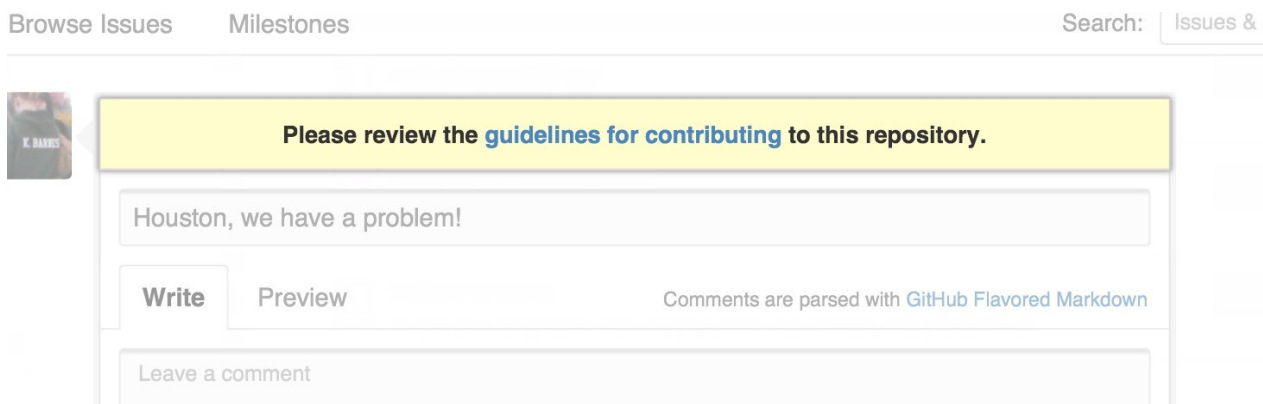 Browse Issues Milestones Search: Issues &
K. BARNES
Please review the guidelines for contributing to this repository.
Houston, we have a problem!
Write Preview Comments are parsed with GitHub Flavored Markdown
Leave a comment